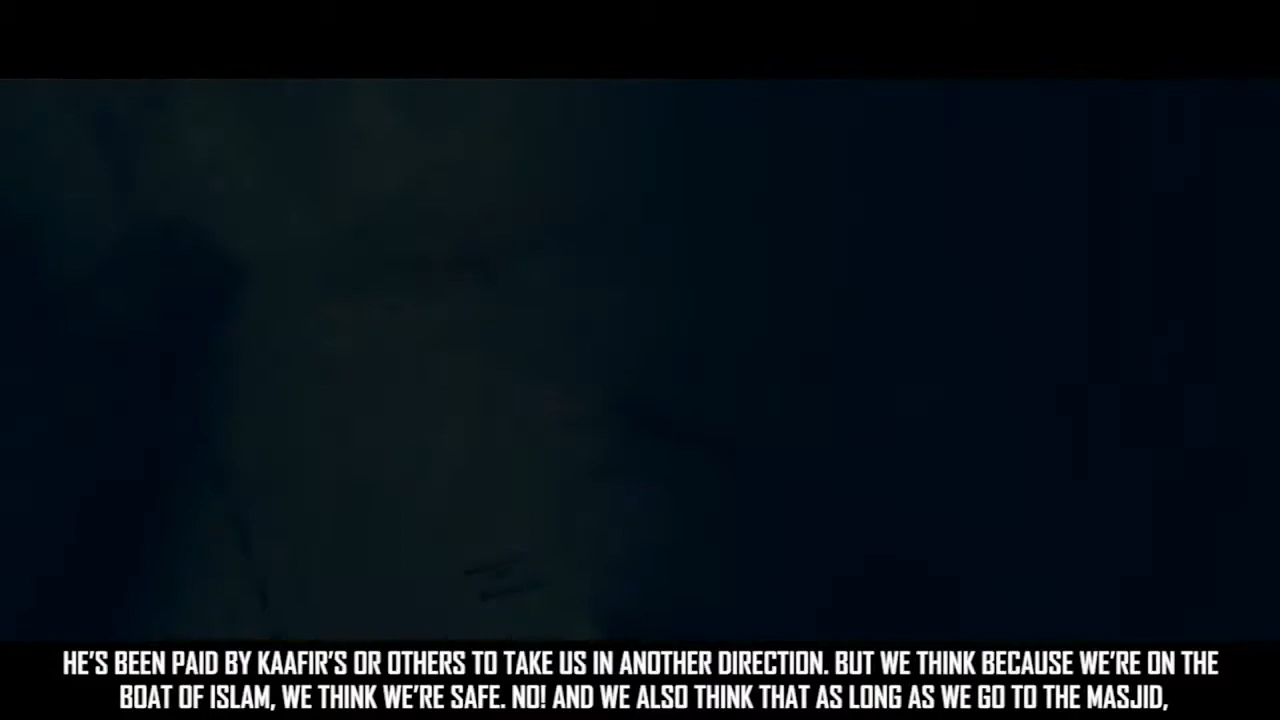 HE'S BEEN PAID BY KAAFIR'S OR OTHERS TO TAKE US IN ANOTHER DIRECTION. BUT WE THINK BECAUSE WE'RE ON THE
BOAT OF ISLAM, WE THINK WE'RE SAFE. NO! AND WE ALSO THINK THAT AS LONG AS WE GO TO THE MASJID,